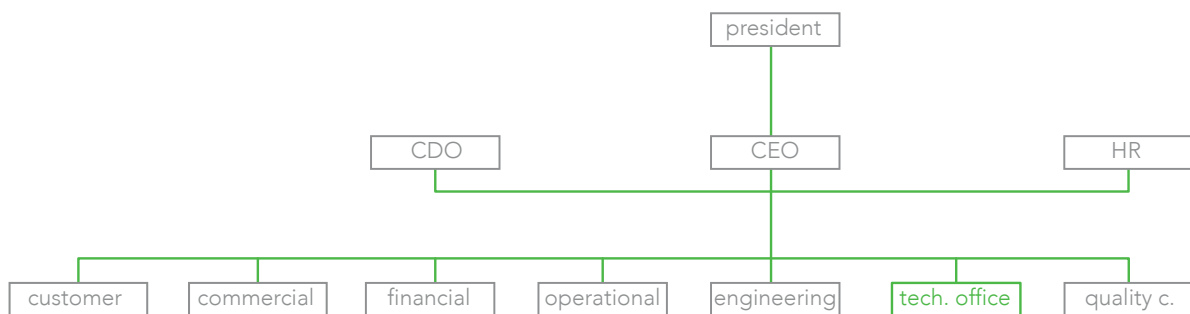 president
CDO
CEO
HR
customer
commercial
financial
operational
engineering
tech. office
quality c.